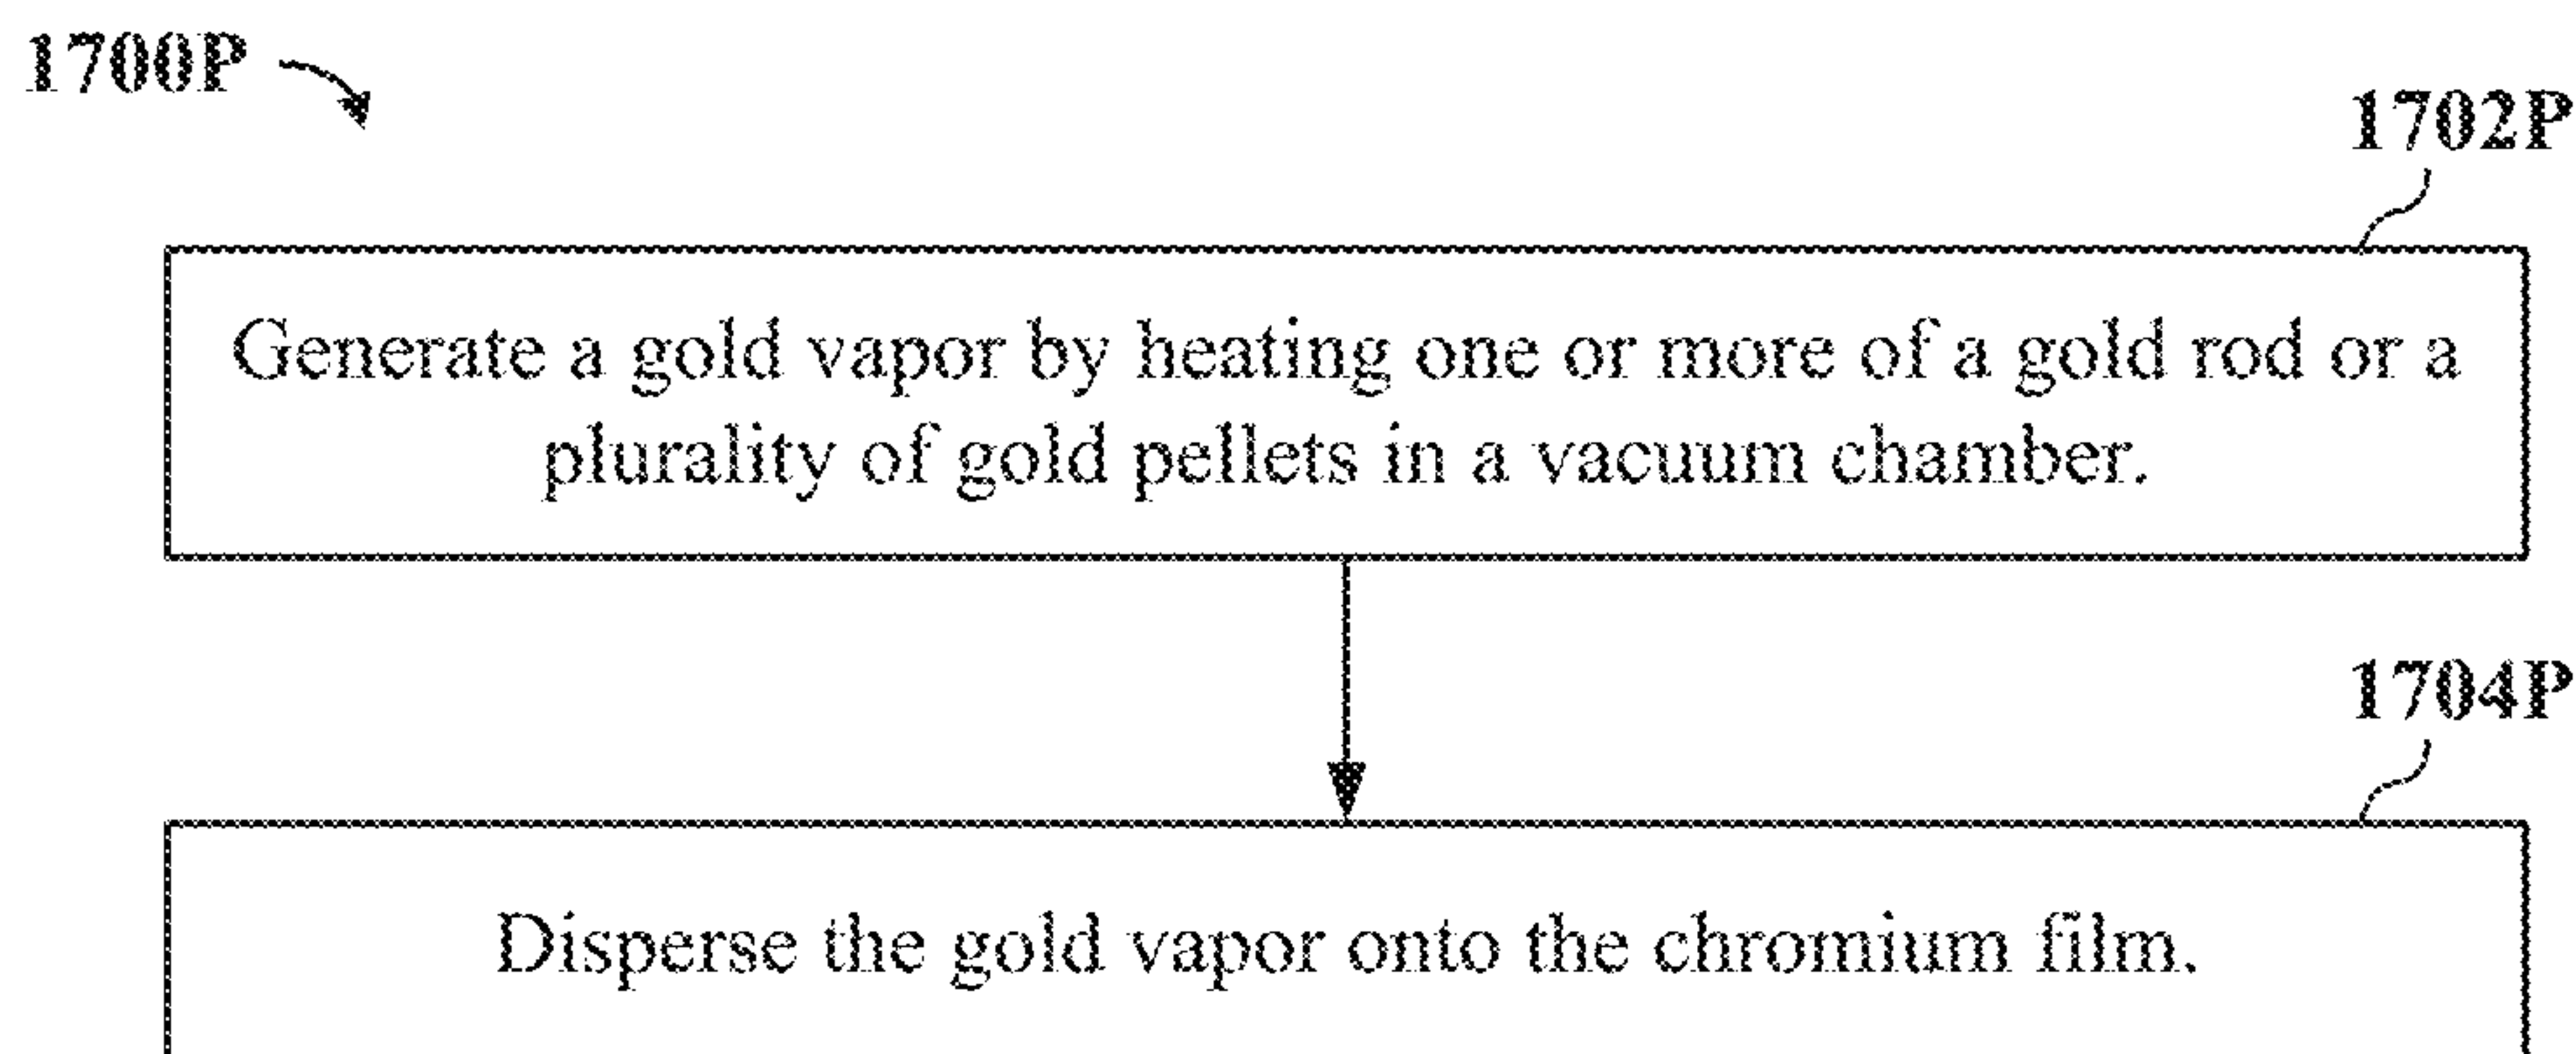 1700P
1702P
Generate a gold vapor by heating one or more of a gold rod or a
plurality of gold pellets in a vacuum chamber.
1704P
Disperse the gold vapor onto the chromium film.